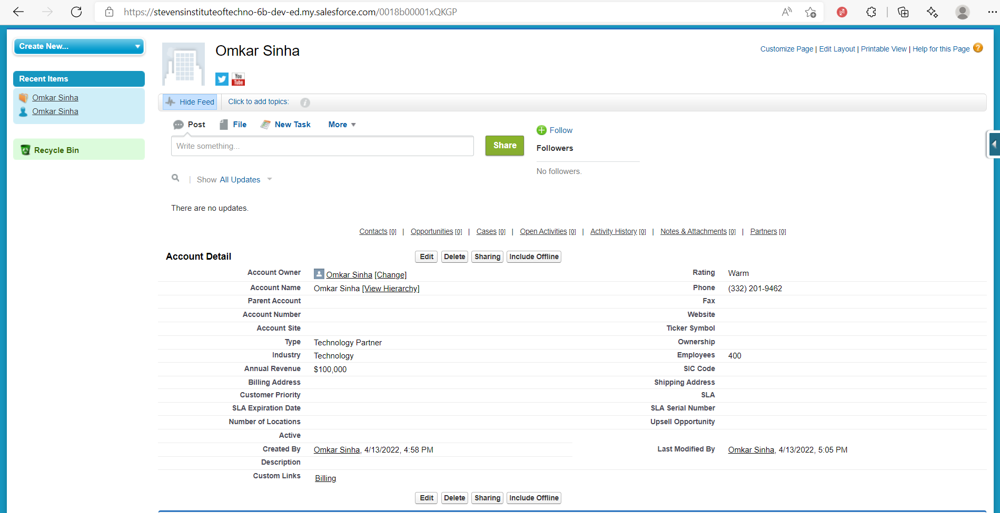 https://stevensinstituteoftechno-6b-dev-ed.my.salesforce.com/0018b00001xQKGP
Create New...
Recent Items
Omkar Sinha
Omkar Sinha
Recycle Bin
Omkar Sinha
Customize Page | Edit Layout | Printable View | Help for this Page ?
You Tube
Hide Feed Click to add topics: i
Post File New Task More
Write something...
Share
Follow
Followers
No followers.
| Show All Updates
There are no updates.
Contacts [0] | Opportunities [0] | Cases [0] | Open Activities [0] | Activity History [0] | Notes & Attachments [0] | Partners [0]
Account Detail Edit Delete Sharing Include Offline
Account Owner Omkar Sinha [Change] Rating Warm
Account Name Omkar Sinha [View Hierarchy] Phone (332) 201-9462
Parent Account Fax
Account Number Website
Account Site Ticker Symbol
Type Technology Partner Ownership
Industry Technology Employees 400
Annual Revenue $100,000 SIC Code
Billing Address Shipping Address
Customer Priority SLA
SLA Expiration Date SLA Serial Number
Number of Locations Upsell Opportunity
Active
Created By Omkar Sinha, 4/13/2022, 4:58 PM Last Modified By Omkar Sinha, 4/13/2022, 5:05 PM
Description
Custom Links Billing
Edit Delete Sharing Include Offline